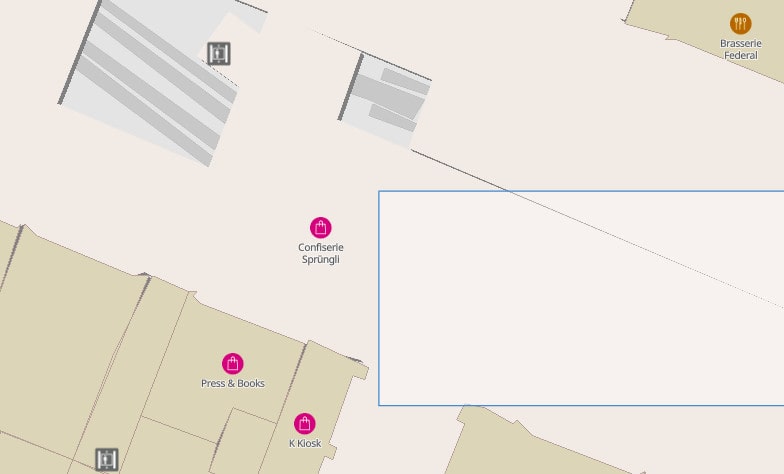 Brasserie
Federal
Confiserie
Sprüngli
Press & Books
K Kiosk